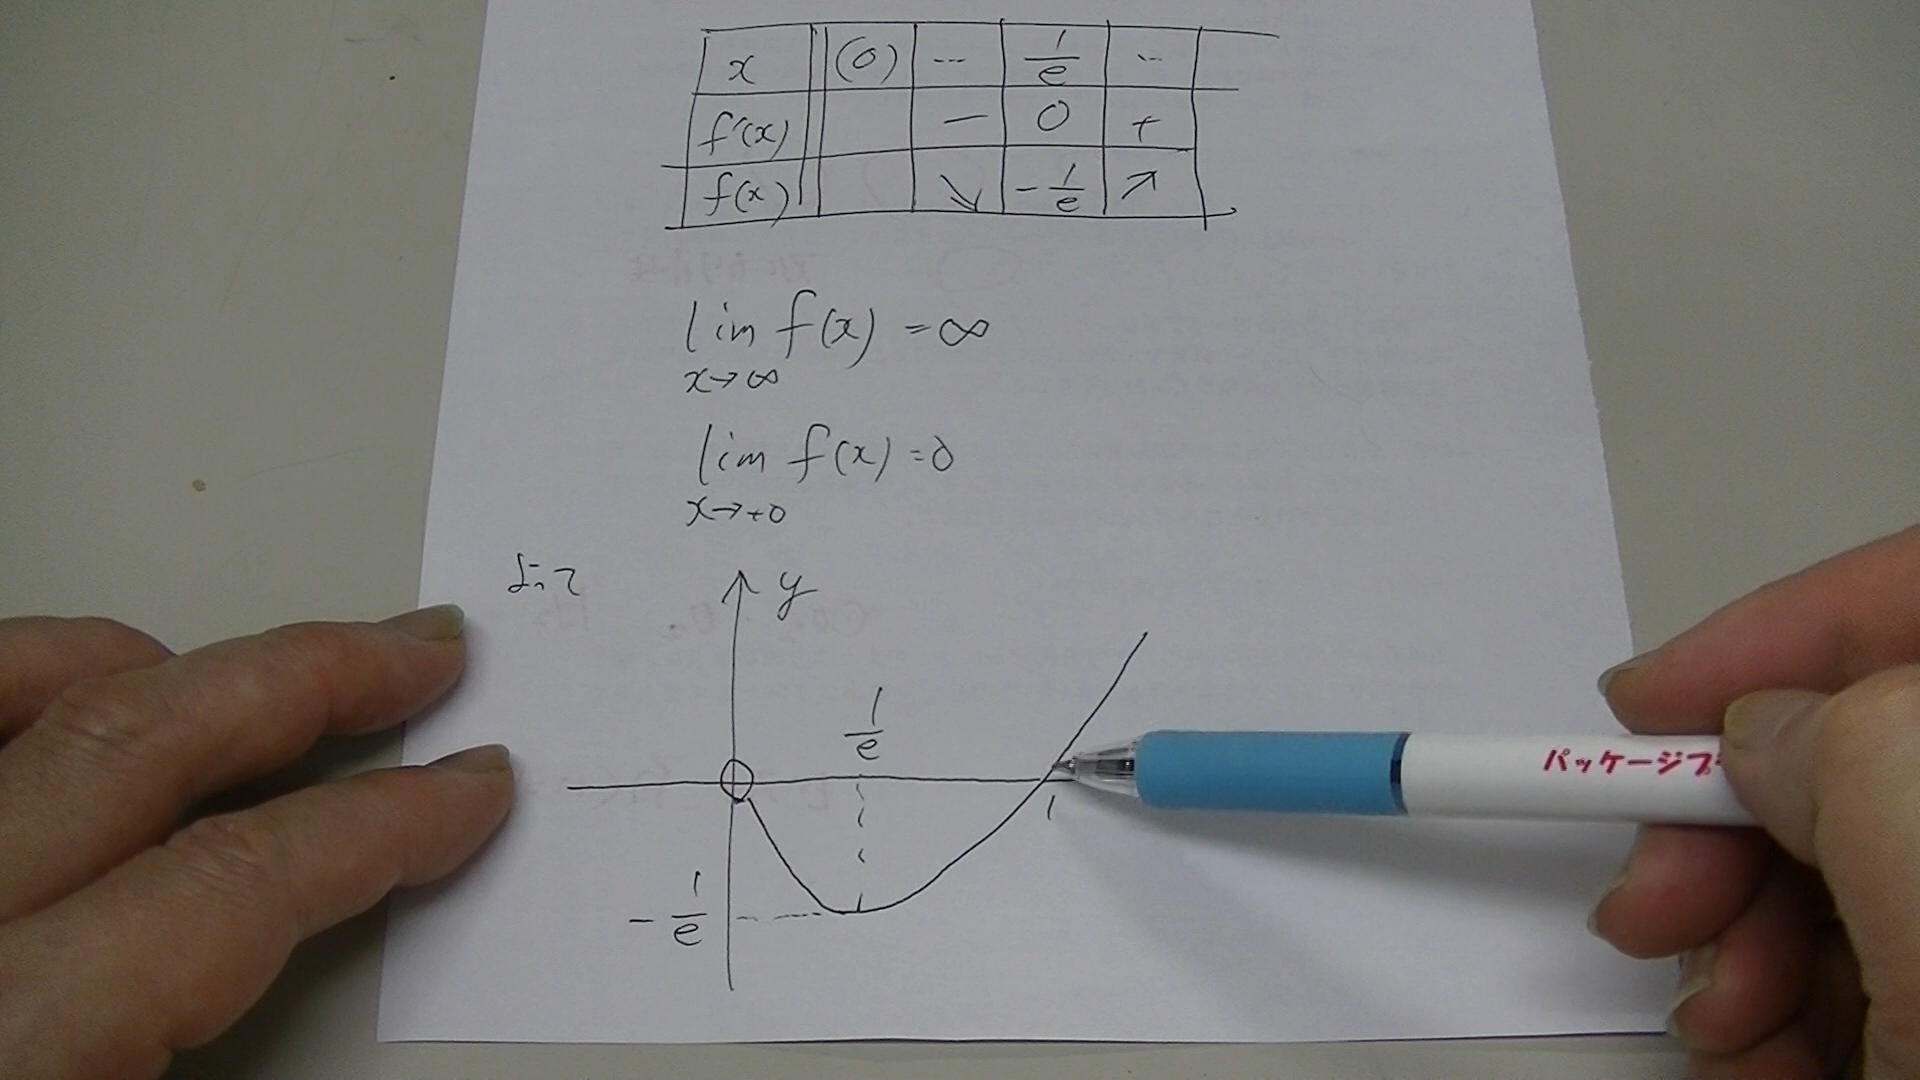 x (0) ... 1/e ...
f'(x) − 0 +
f(x) ↘ −1/e ↗
lim f(x) = ∞
x→∞
lim f(x) = 0
x→+0
よって
y
1/e
1
−1/e
パッケージプ